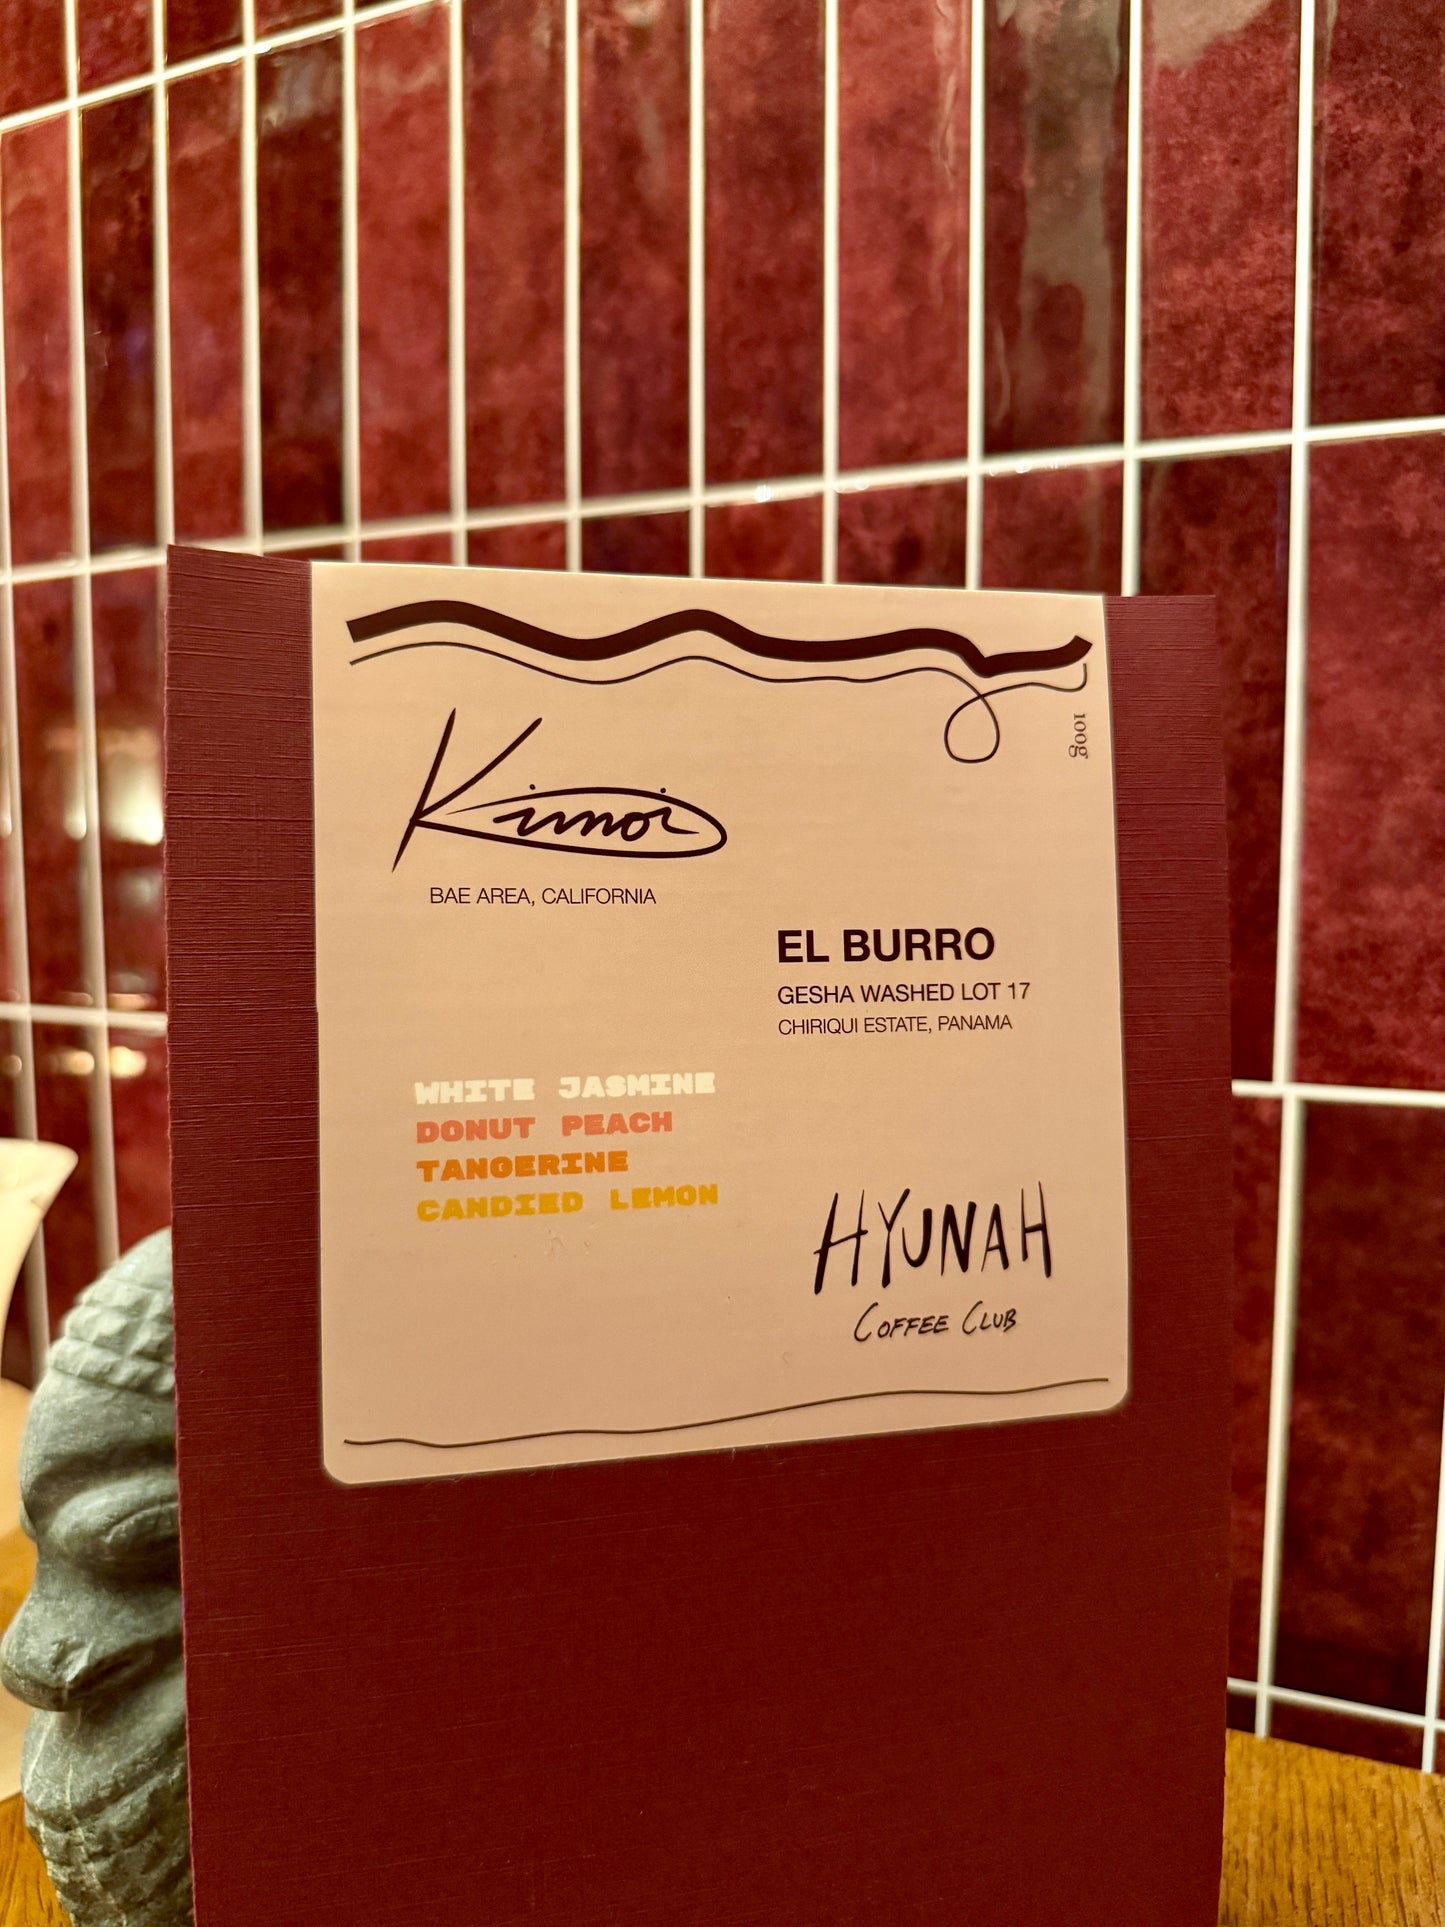 100g
Kimoi
BAE AREA, CALIFORNIA
EL BURRO
GESHA WASHED LOT 17
CHIRIQUI ESTATE, PANAMA
WHITE JASMINE
DONUT PEACH
TANGERINE
CANDIED LEMON
HYUNAH
COFFEE CLUB